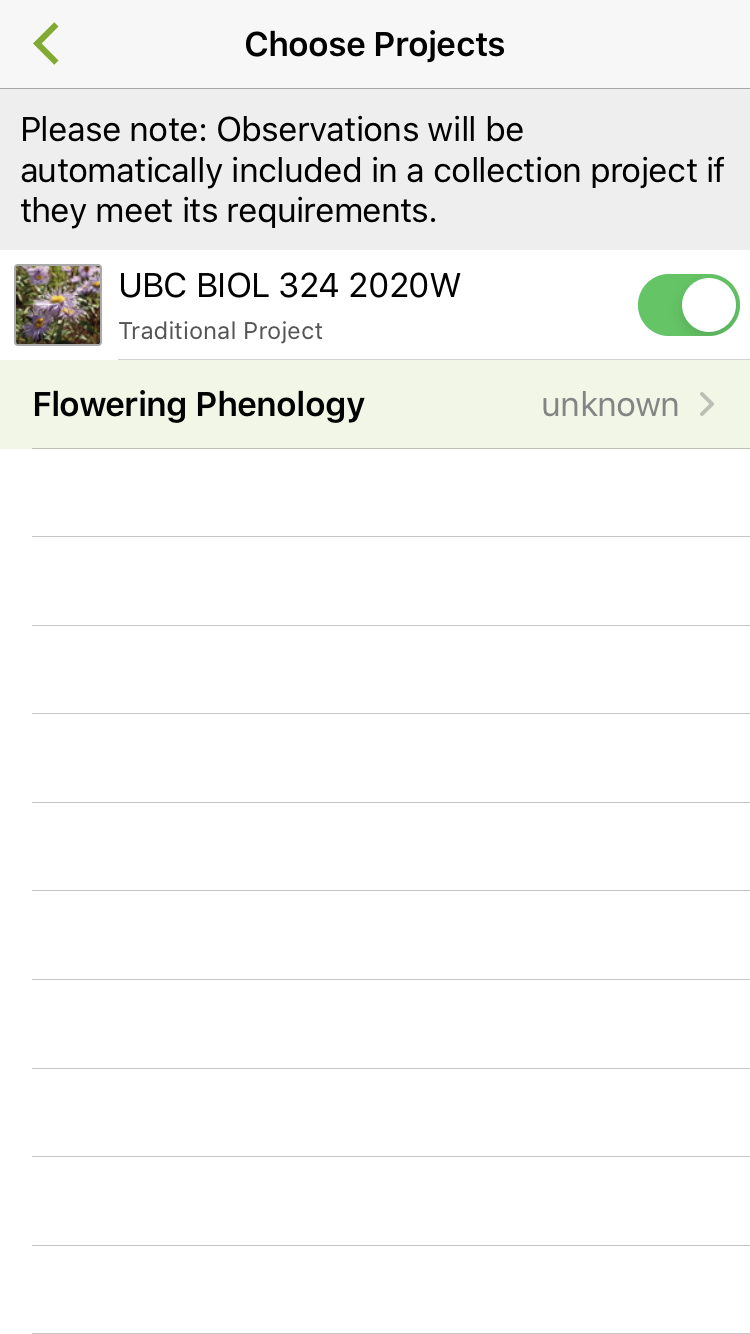 Choose Projects
Please note: Observations will be
automatically included in a collection project if
they meet its requirements.
UBC BIOL 324 2020W
Traditional Project
Flowering Phenology unknown